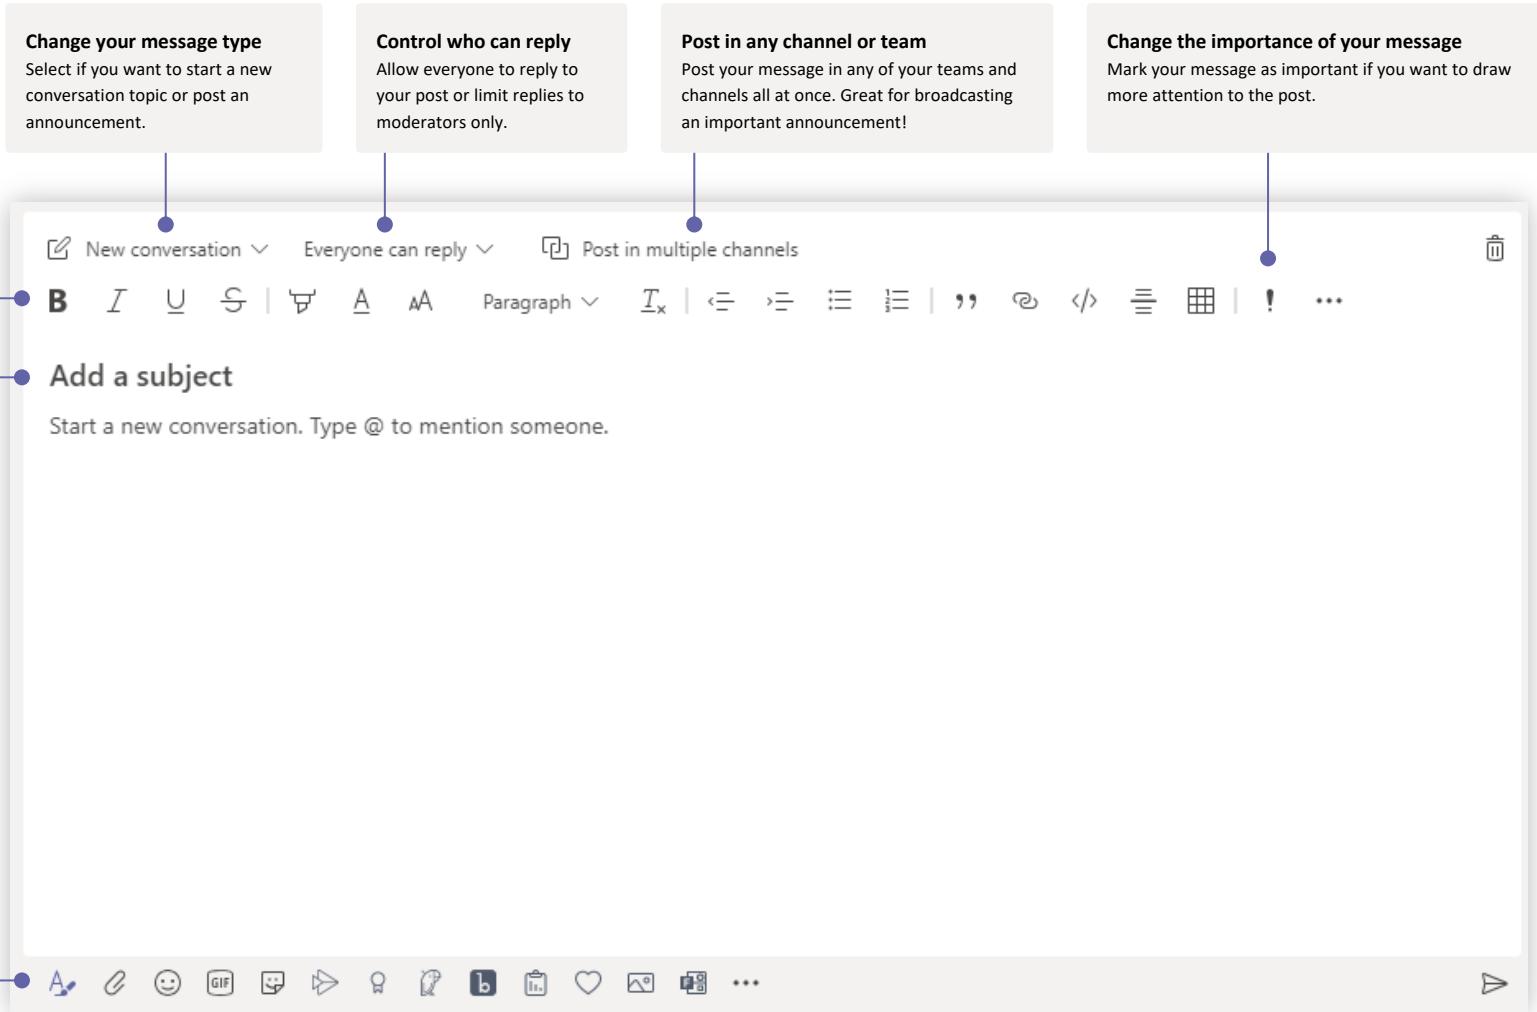 Change your message type
Select if you want to start a new
conversation topic or post an
announcement.
Control who can reply
Allow everyone to reply to
your post or limit replies to
moderators only.
Post in any channel or team
Post your message in any of your teams and
channels all at once. Great for broadcasting
an important announcement!
Change the importance of your message
Mark your message as important if you want to draw
more attention to the post.
New conversation
Everyone can reply
Post in multiple channels
Paragraph
Add a subject
Start a new conversation. Type @ to mention someone.
GIF